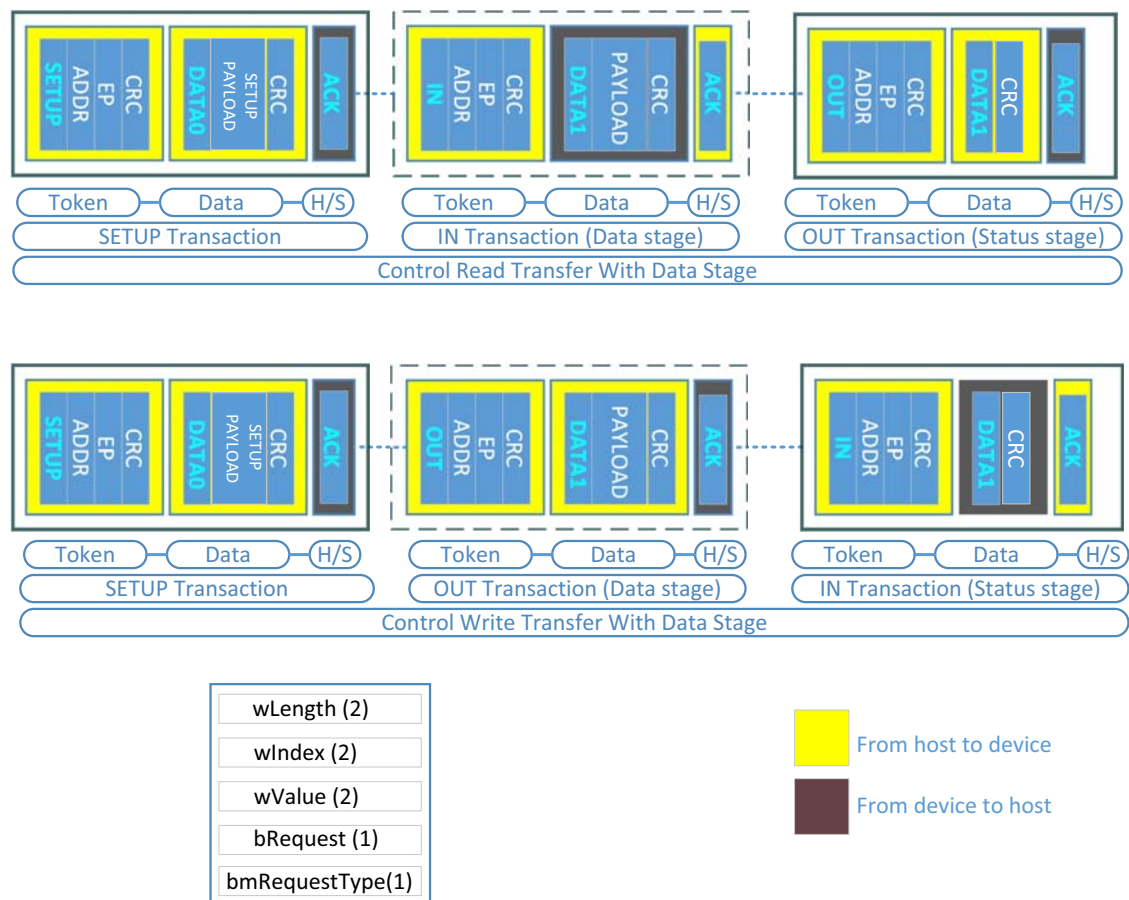 SETUP
ADDR
EP
CRC
DATA0
SETUP
PAYLOAD
CRC
ACK
IN
ADDR
EP
CRC
DATA1
PAYLOAD
CRC
ACK
OUT
ADDR
EP
CRC
DATA1
CRC
ACK
Token
Data
H/S
Token
Data
H/S
Token
Data
H/S
SETUP Transaction
IN Transaction (Data stage)
OUT Transaction (Status stage)
Control Read Transfer With Data Stage
SETUP
ADDR
EP
CRC
DATA0
SETUP
PAYLOAD
CRC
ACK
OUT
ADDR
EP
CRC
DATA1
PAYLOAD
CRC
ACK
IN
ADDR
EP
CRC
DATA1
CRC
ACK
Token
Data
H/S
Token
Data
H/S
Token
Data
H/S
SETUP Transaction
OUT Transaction (Data stage)
IN Transaction (Status stage)
Control Write Transfer With Data Stage
wLength (2)
wIndex (2)
wValue (2)
bRequest (1)
bmRequestType(1)
From host to device
From device to host